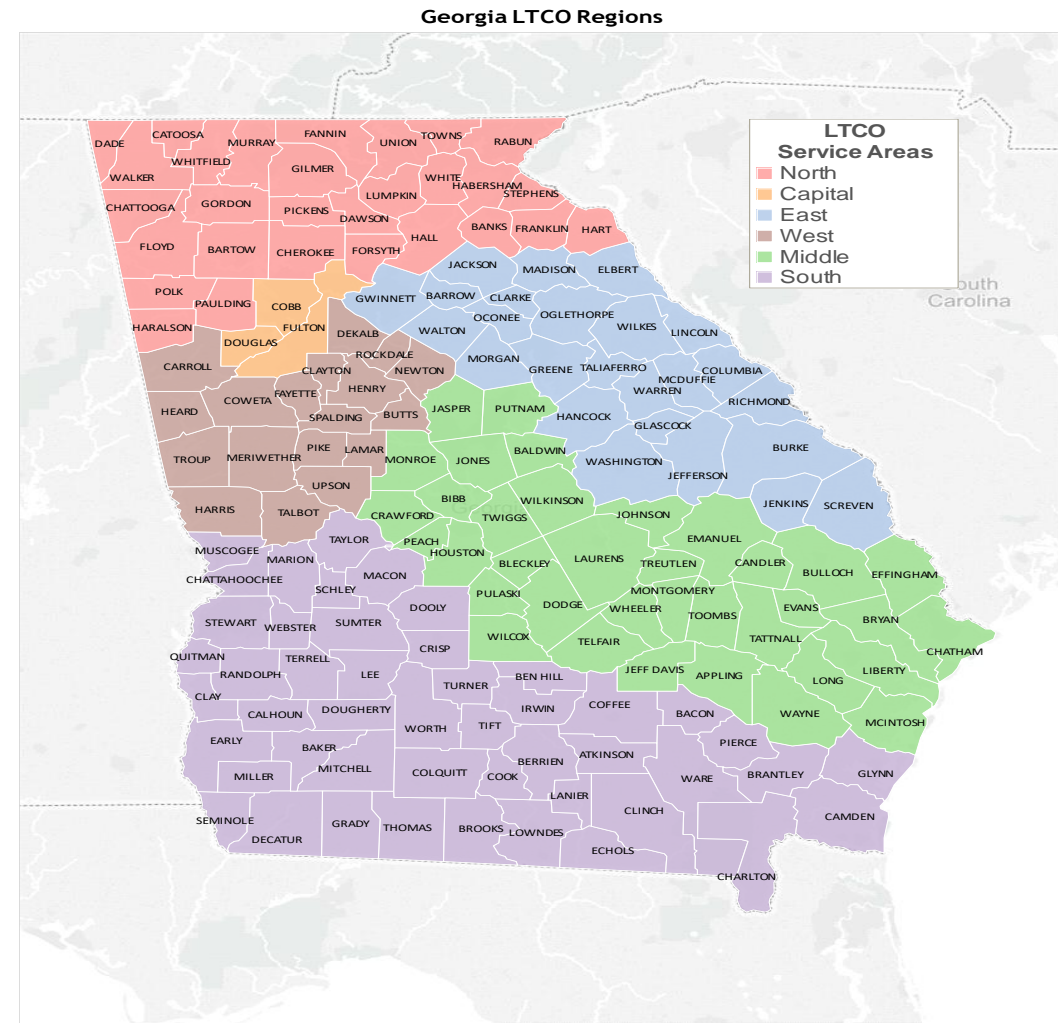 Georgia LTCO Regions
LTCO
Service Areas
North
Capital
East
West
Middle
South
South
Carolina
Georgia
DADE
CATOOSA
MURRAY
FANNIN
UNION
TOWNS
RABUN
WHITFIELD
WALKER
GILMER
WHITE
HABERSHAM
STEPHENS
LUMPKIN
CHATTOOGA
GORDON
PICKENS
DAWSON
HALL
BANKS
FRANKLIN
HART
FLOYD
BARTOW
CHEROKEE
FORSYTH
JACKSON
MADISON
ELBERT
POLK
PAULDING
COBB
GWINNETT
BARROW
CLARKE
OCONEE
OGLETHORPE
WILKES
LINCOLN
HARALSON
FULTON
DOUGLAS
DEKALB
WALTON
ROCKDALE
MORGAN
CARROLL
CLAYTON
NEWTON
GREENE
TALIAFERRO
COLUMBIA
MCDUFFIE
WARREN
HENRY
FAYETTE
COWETA
RICHMOND
HEARD
SPALDING
BUTTS
JASPER
PUTNAM
HANCOCK
GLASCOCK
TROUP
MERIWETHER
PIKE
LAMAR
MONROE
JONES
BALDWIN
WASHINGTON
BURKE
JEFFERSON
UPSON
HARRIS
TALBOT
BIBB
WILKINSON
CRAWFORD
TWIGGS
JOHNSON
JENKINS
SCREVEN
TAYLOR
PEACH
HOUSTON
EMANUEL
MUSCOGEE
MARION
BLECKLEY
LAURENS
TREUTLEN
CANDLER
BULLOCH
EFFINGHAM
CHATTAHOOCHEE
MACON
SCHLEY
PULASKI
MONTGOMERY
DODGE
WHEELER
TOOMBS
EVANS
BRYAN
DOOLY
STEWART
WEBSTER
SUMTER
WILCOX
TELFAIR
TATTNALL
CHATHAM
CRISP
QUITMAN
TERRELL
RANDOLPH
LEE
BEN HILL
JEFF DAVIS
APPLING
LONG
LIBERTY
TURNER
CLAY
CALHOUN
DOUGHERTY
IRWIN
COFFEE
BACON
WAYNE
MCINTOSH
WORTH
TIFT
EARLY
BAKER
PIERCE
MITCHELL
BERRIEN
ATKINSON
MILLER
COLQUITT
COOK
WARE
BRANTLEY
GLYNN
LANIER
CLINCH
CAMDEN
SEMINOLE
DECATUR
GRADY
THOMAS
BROOKS
LOWNDES
ECHOLS
CHARLTON